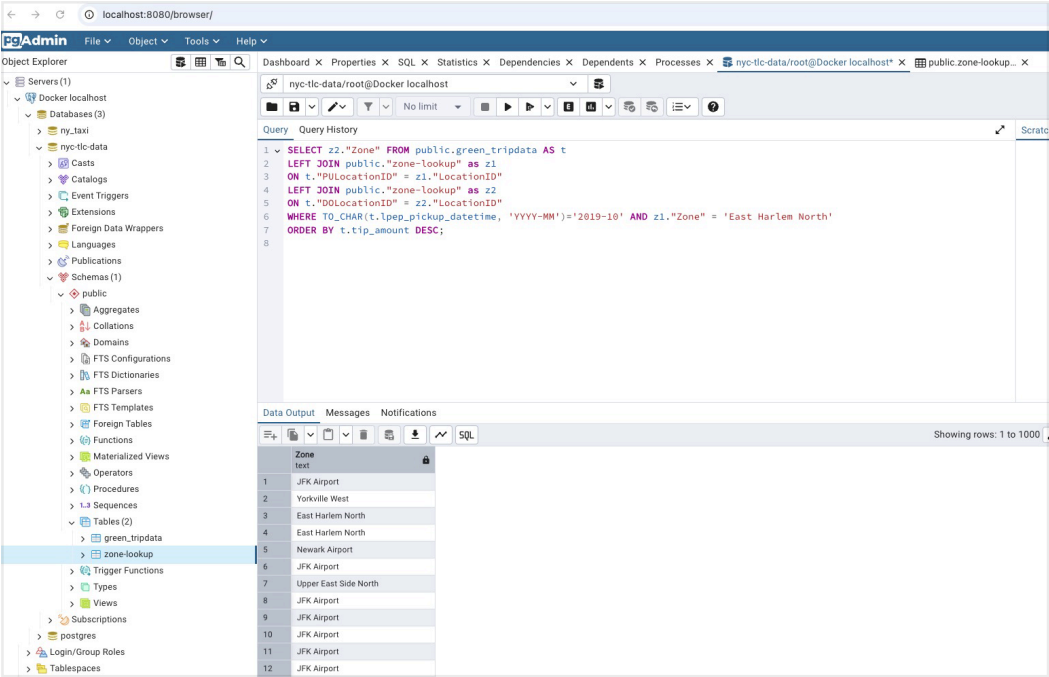 localhost:8080/browser/
pgAdmin File Object Tools Help
Object Explorer
Servers (1)
Docker localhost
Databases (3)
ny_taxi
nyc-tlc-data
Casts
Catalogs
Event Triggers
Extensions
Foreign Data Wrappers
Languages
Publications
Schemas (1)
public
Aggregates
Collations
Domains
FTS Configurations
FTS Dictionaries
Aa FTS Parsers
FTS Templates
Foreign Tables
Functions
Materialized Views
Operators
Procedures
1..3 Sequences
Tables (2)
green_tripdata
zone-lookup
Trigger Functions
Types
Views
Subscriptions
postgres
Login/Group Roles
Tablespaces
Dashboard Properties SQL Statistics Dependencies Dependents Processes nyc-tlc-data/root@Docker localhost* public.zone-lookup...
nyc-tlc-data/root@Docker localhost
No limit E
Query Query History Scratc
1 SELECT z2."Zone" FROM public.green_tripdata AS t
2 LEFT JOIN public."zone-lookup" as z1
3 ON t."PULocationID" = z1."LocationID"
4 LEFT JOIN public."zone-lookup" as z2
5 ON t."DOLocationID" = z2."LocationID"
6 WHERE TO_CHAR(t.lpep_pickup_datetime, 'YYYY-MM')='2019-10' AND z1."Zone" = 'East Harlem North'
7 ORDER BY t.tip_amount DESC;
8
Data Output Messages Notifications
SQL Showing rows: 1 to 1000
Zone
text
1 JFK Airport
2 Yorkville West
3 East Harlem North
4 East Harlem North
5 Newark Airport
6 JFK Airport
7 Upper East Side North
8 JFK Airport
9 JFK Airport
10 JFK Airport
11 JFK Airport
12 JFK Airport